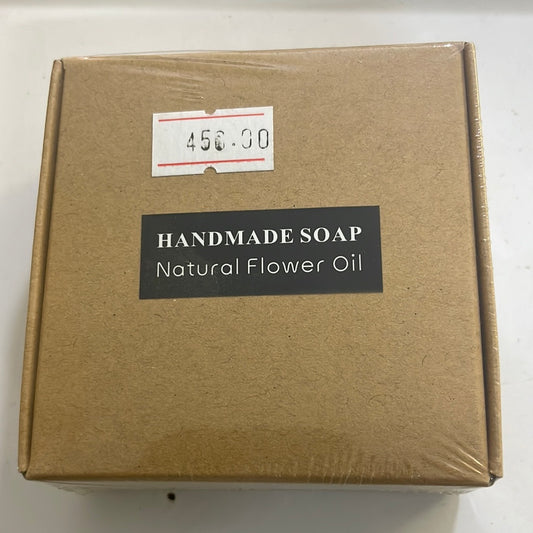 456.00
HANDMADE SOAP
Natural Flower Oil